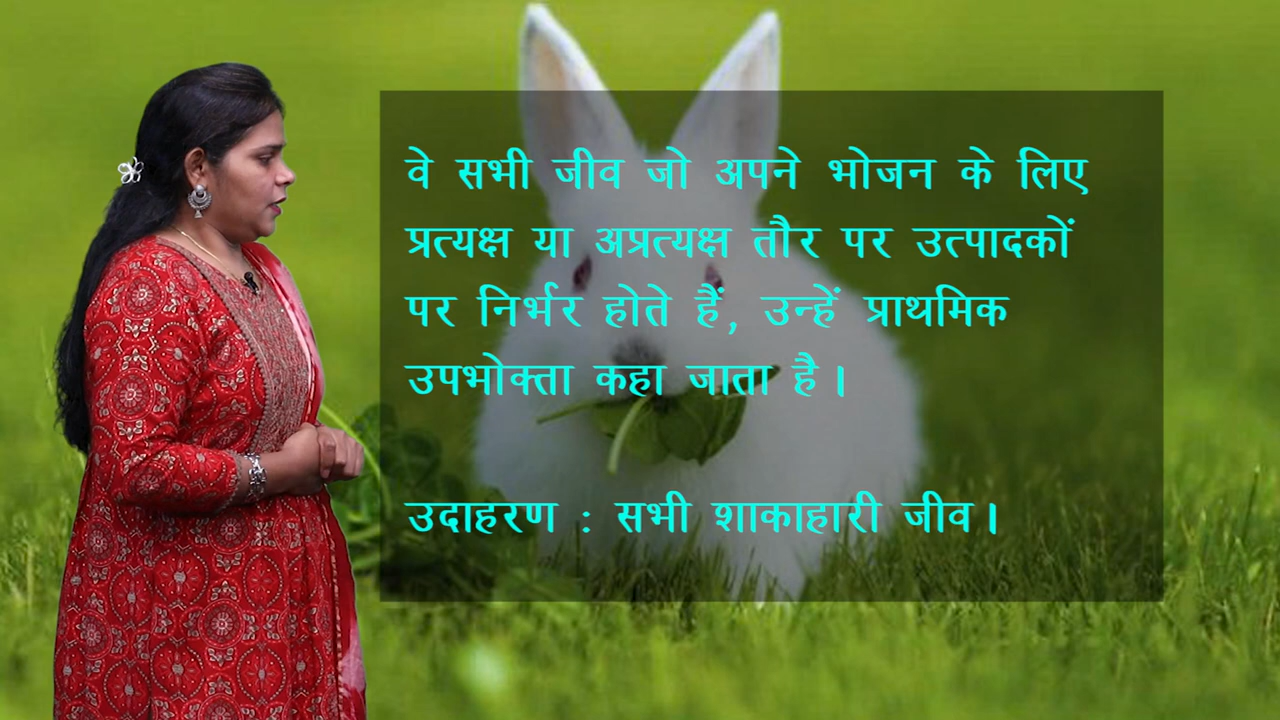 वे सभी जीव जो अपने भोजन के लिए
प्रत्यक्ष या अप्रत्यक्ष तौर पर उत्पादकों
पर निर्भर होते हैं, उन्हें प्राथमिक
उपभोक्ता कहा जाता है।
उदाहरण : सभी शाकाहारी जीव।